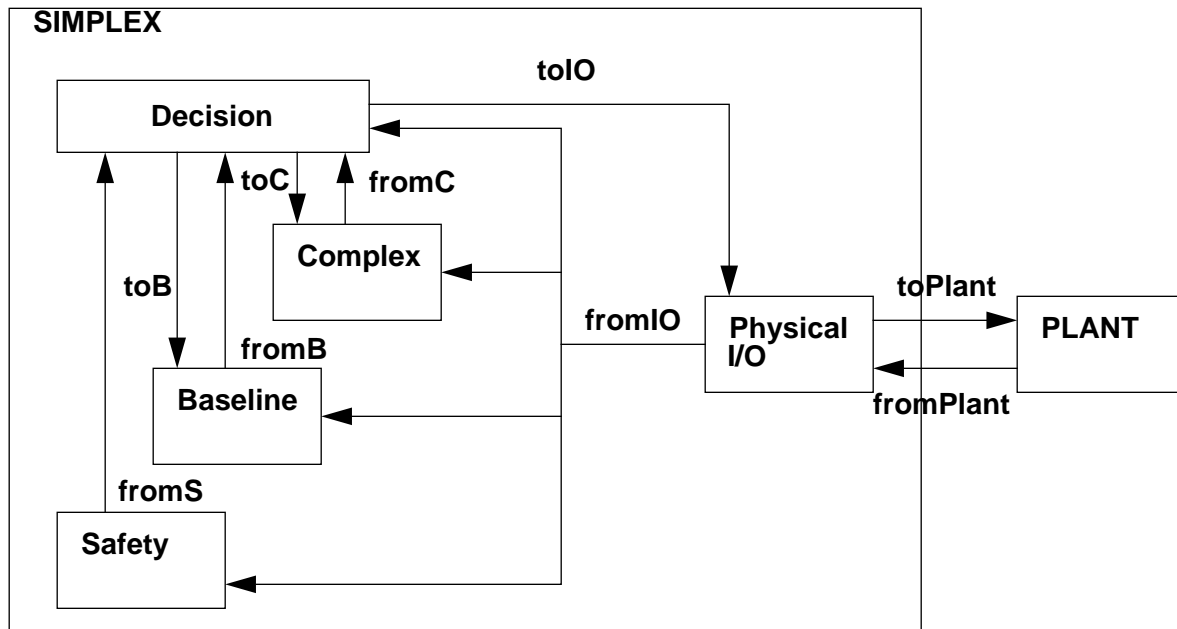 SIMPLEX
toIO
Decision
toC
fromC
Complex
toB
toPlant
fromIO
Physical
I/O
PLANT
fromB
Baseline
fromPlant
fromS
Safety